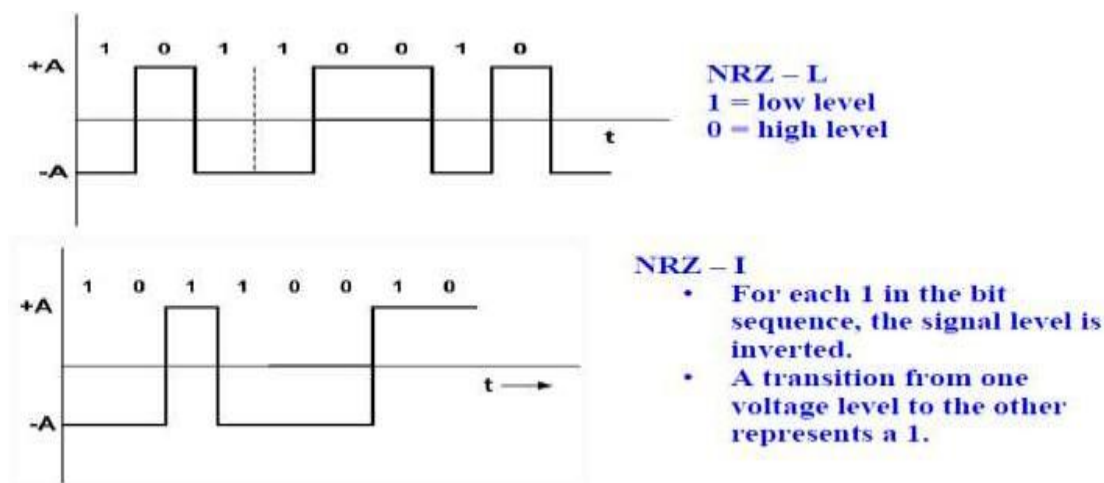 1 0 1 1 0 0 1 0
+A
t
-A
NRZ – L
1 = low level
0 = high level
1 0 1 1 0 0 1 0
+A
t
-A
NRZ – I
• For each 1 in the bit
sequence, the signal level is
inverted.
• A transition from one
voltage level to the other
represents a 1.